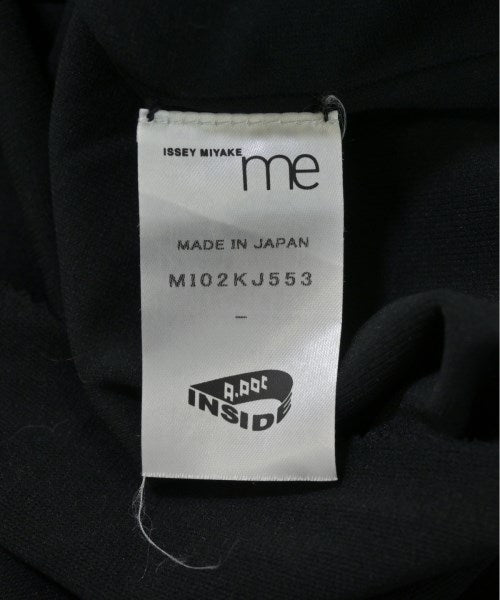 ISSEY MIYAKE me
MADE IN JAPAN
MI02KJ553
–
A.POC
INSIDE